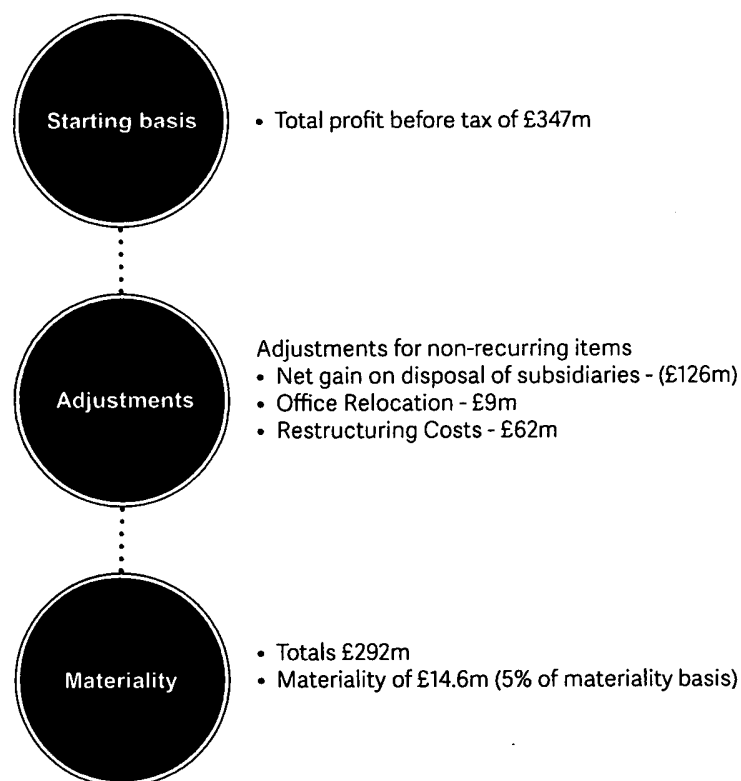 Starting basis
• Total profit before tax of £347m
Adjustments
Adjustments for non-recurring items
• Net gain on disposal of subsidiaries - (£126m)
• Office Relocation - £9m
• Restructuring Costs - £62m
Materiality
• Totals £292m
• Materiality of £14.6m (5% of materiality basis)